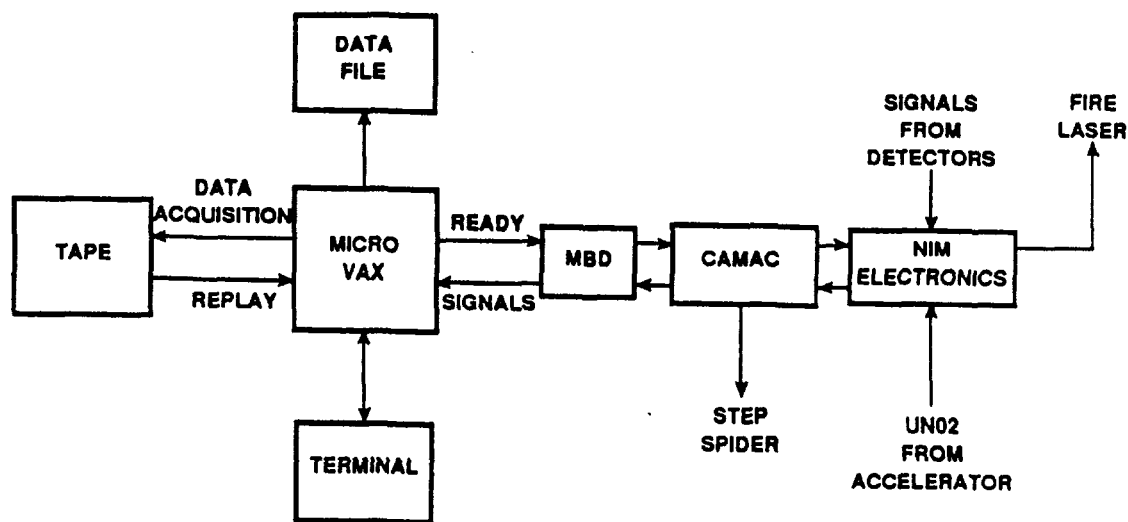 DATA
FILE
SIGNALS
FROM
DETECTORS
FIRE
LASER
DATA
ACQUISITION
TAPE
REPLAY
MICRO
VAX
READY
SIGNALS
MBD
CAMAC
NIM
ELECTRONICS
STEP
SPIDER
UN02
FROM
ACCELERATOR
TERMINAL